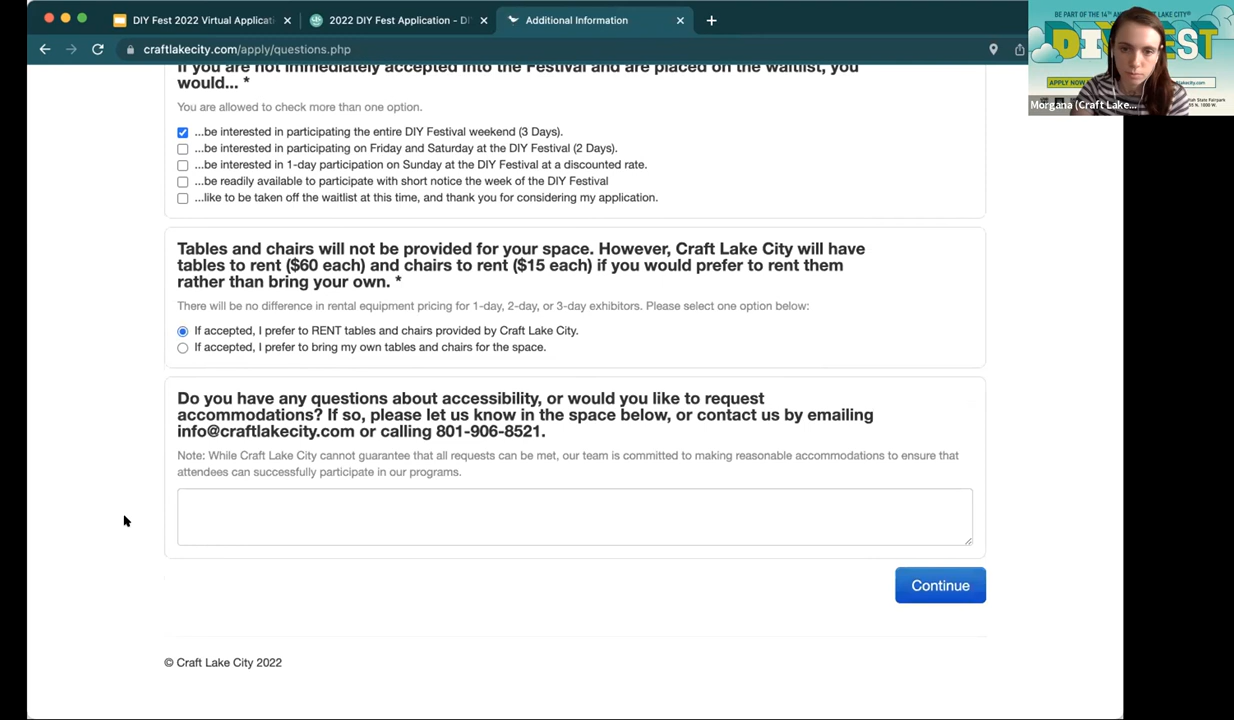 DIY Fest 2022 Virtual Applicati
2022 DIY Fest Application - DI
Additional Information
craftlakecity.com/apply/questions.php
BE PART OF THE 14TH LAKE CITY®
DIY FEST
APPLY NOW
Utah State Fairpark
Morgana (Craft Lake...
If you are not immediately accepted into the Festival and are placed on the waitlist, you
would... *
You are allowed to check more than one option.
...be interested in participating the entire DIY Festival weekend (3 Days).
...be interested in participating on Friday and Saturday at the DIY Festival (2 Days).
...be interested in 1-day participation on Sunday at the DIY Festival at a discounted rate.
...be readily available to participate with short notice the week of the DIY Festival
...like to be taken off the waitlist at this time, and thank you for considering my application.
Tables and chairs will not be provided for your space. However, Craft Lake City will have
tables to rent ($60 each) and chairs to rent ($15 each) if you would prefer to rent them
rather than bring your own. *
There will be no difference in rental equipment pricing for 1-day, 2-day, or 3-day exhibitors. Please select one option below:
If accepted, I prefer to RENT tables and chairs provided by Craft Lake City.
If accepted, I prefer to bring my own tables and chairs for the space.
Do you have any questions about accessibility, or would you like to request
accommodations? If so, please let us know in the space below, or contact us by emailing
info@craftlakecity.com or calling 801-906-8521.
Note: While Craft Lake City cannot guarantee that all requests can be met, our team is committed to making reasonable accommodations to ensure that
attendees can successfully participate in our programs.
Continue
© Craft Lake City 2022